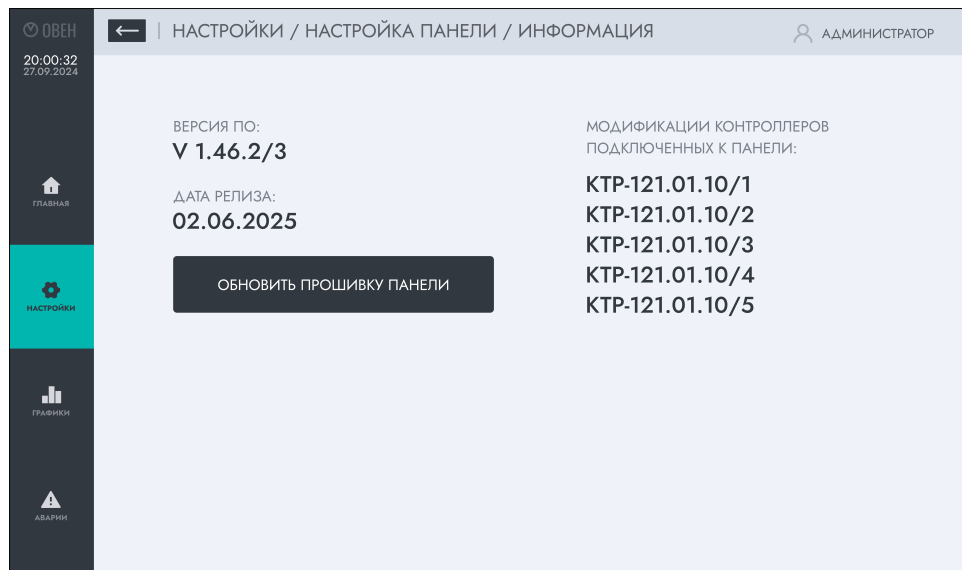 ОВЕН
НАСТРОЙКИ / НАСТРОЙКА ПАНЕЛИ / ИНФОРМАЦИЯ
АДМИНИСТРАТОР
20:00:32
27.09.2024
ГЛАВНАЯ
НАСТРОЙКИ
ГРАФИКИ
АВАРИИ
ВЕРСИЯ ПО:
V 1.46.2/3
ДАТА РЕЛИЗА:
02.06.2025
ОБНОВИТЬ ПРОШИВКУ ПАНЕЛИ
МОДИФИКАЦИИ КОНТРОЛЛЕРОВ
ПОДКЛЮЧЕННЫХ К ПАНЕЛИ:
КТР-121.01.10/1
КТР-121.01.10/2
КТР-121.01.10/3
КТР-121.01.10/4
КТР-121.01.10/5